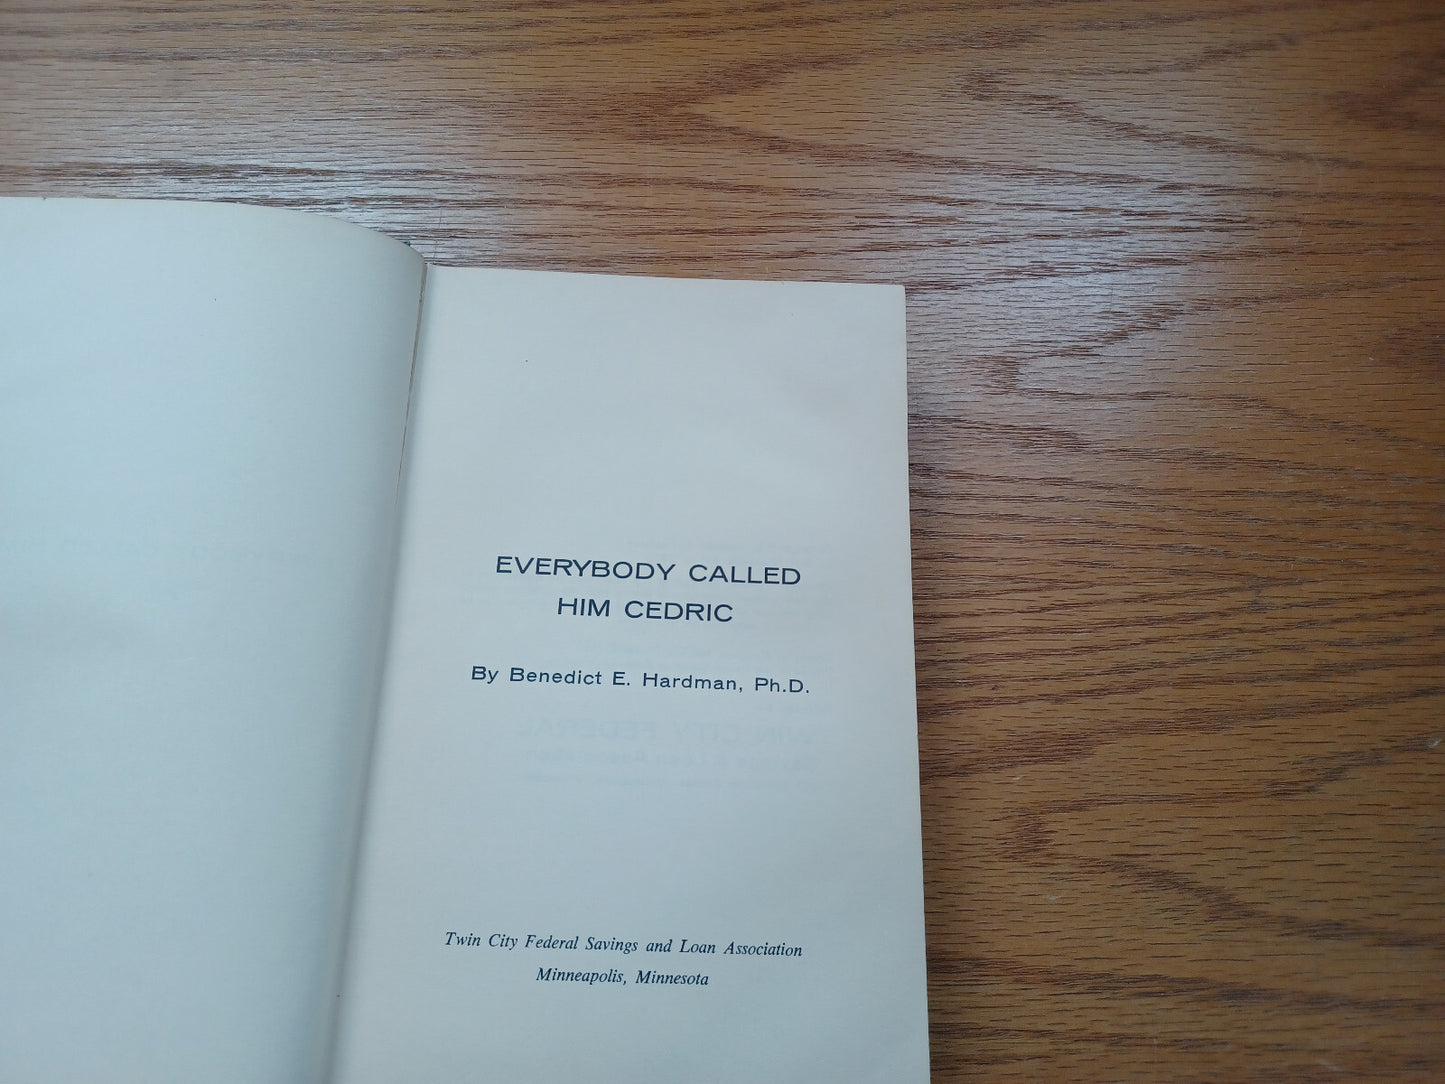 EVERYBODY CALLED
HIM CEDRIC
By Benedict E. Hardman, Ph.D.
Twin City Federal Savings and Loan Association
Minneapolis, Minnesota